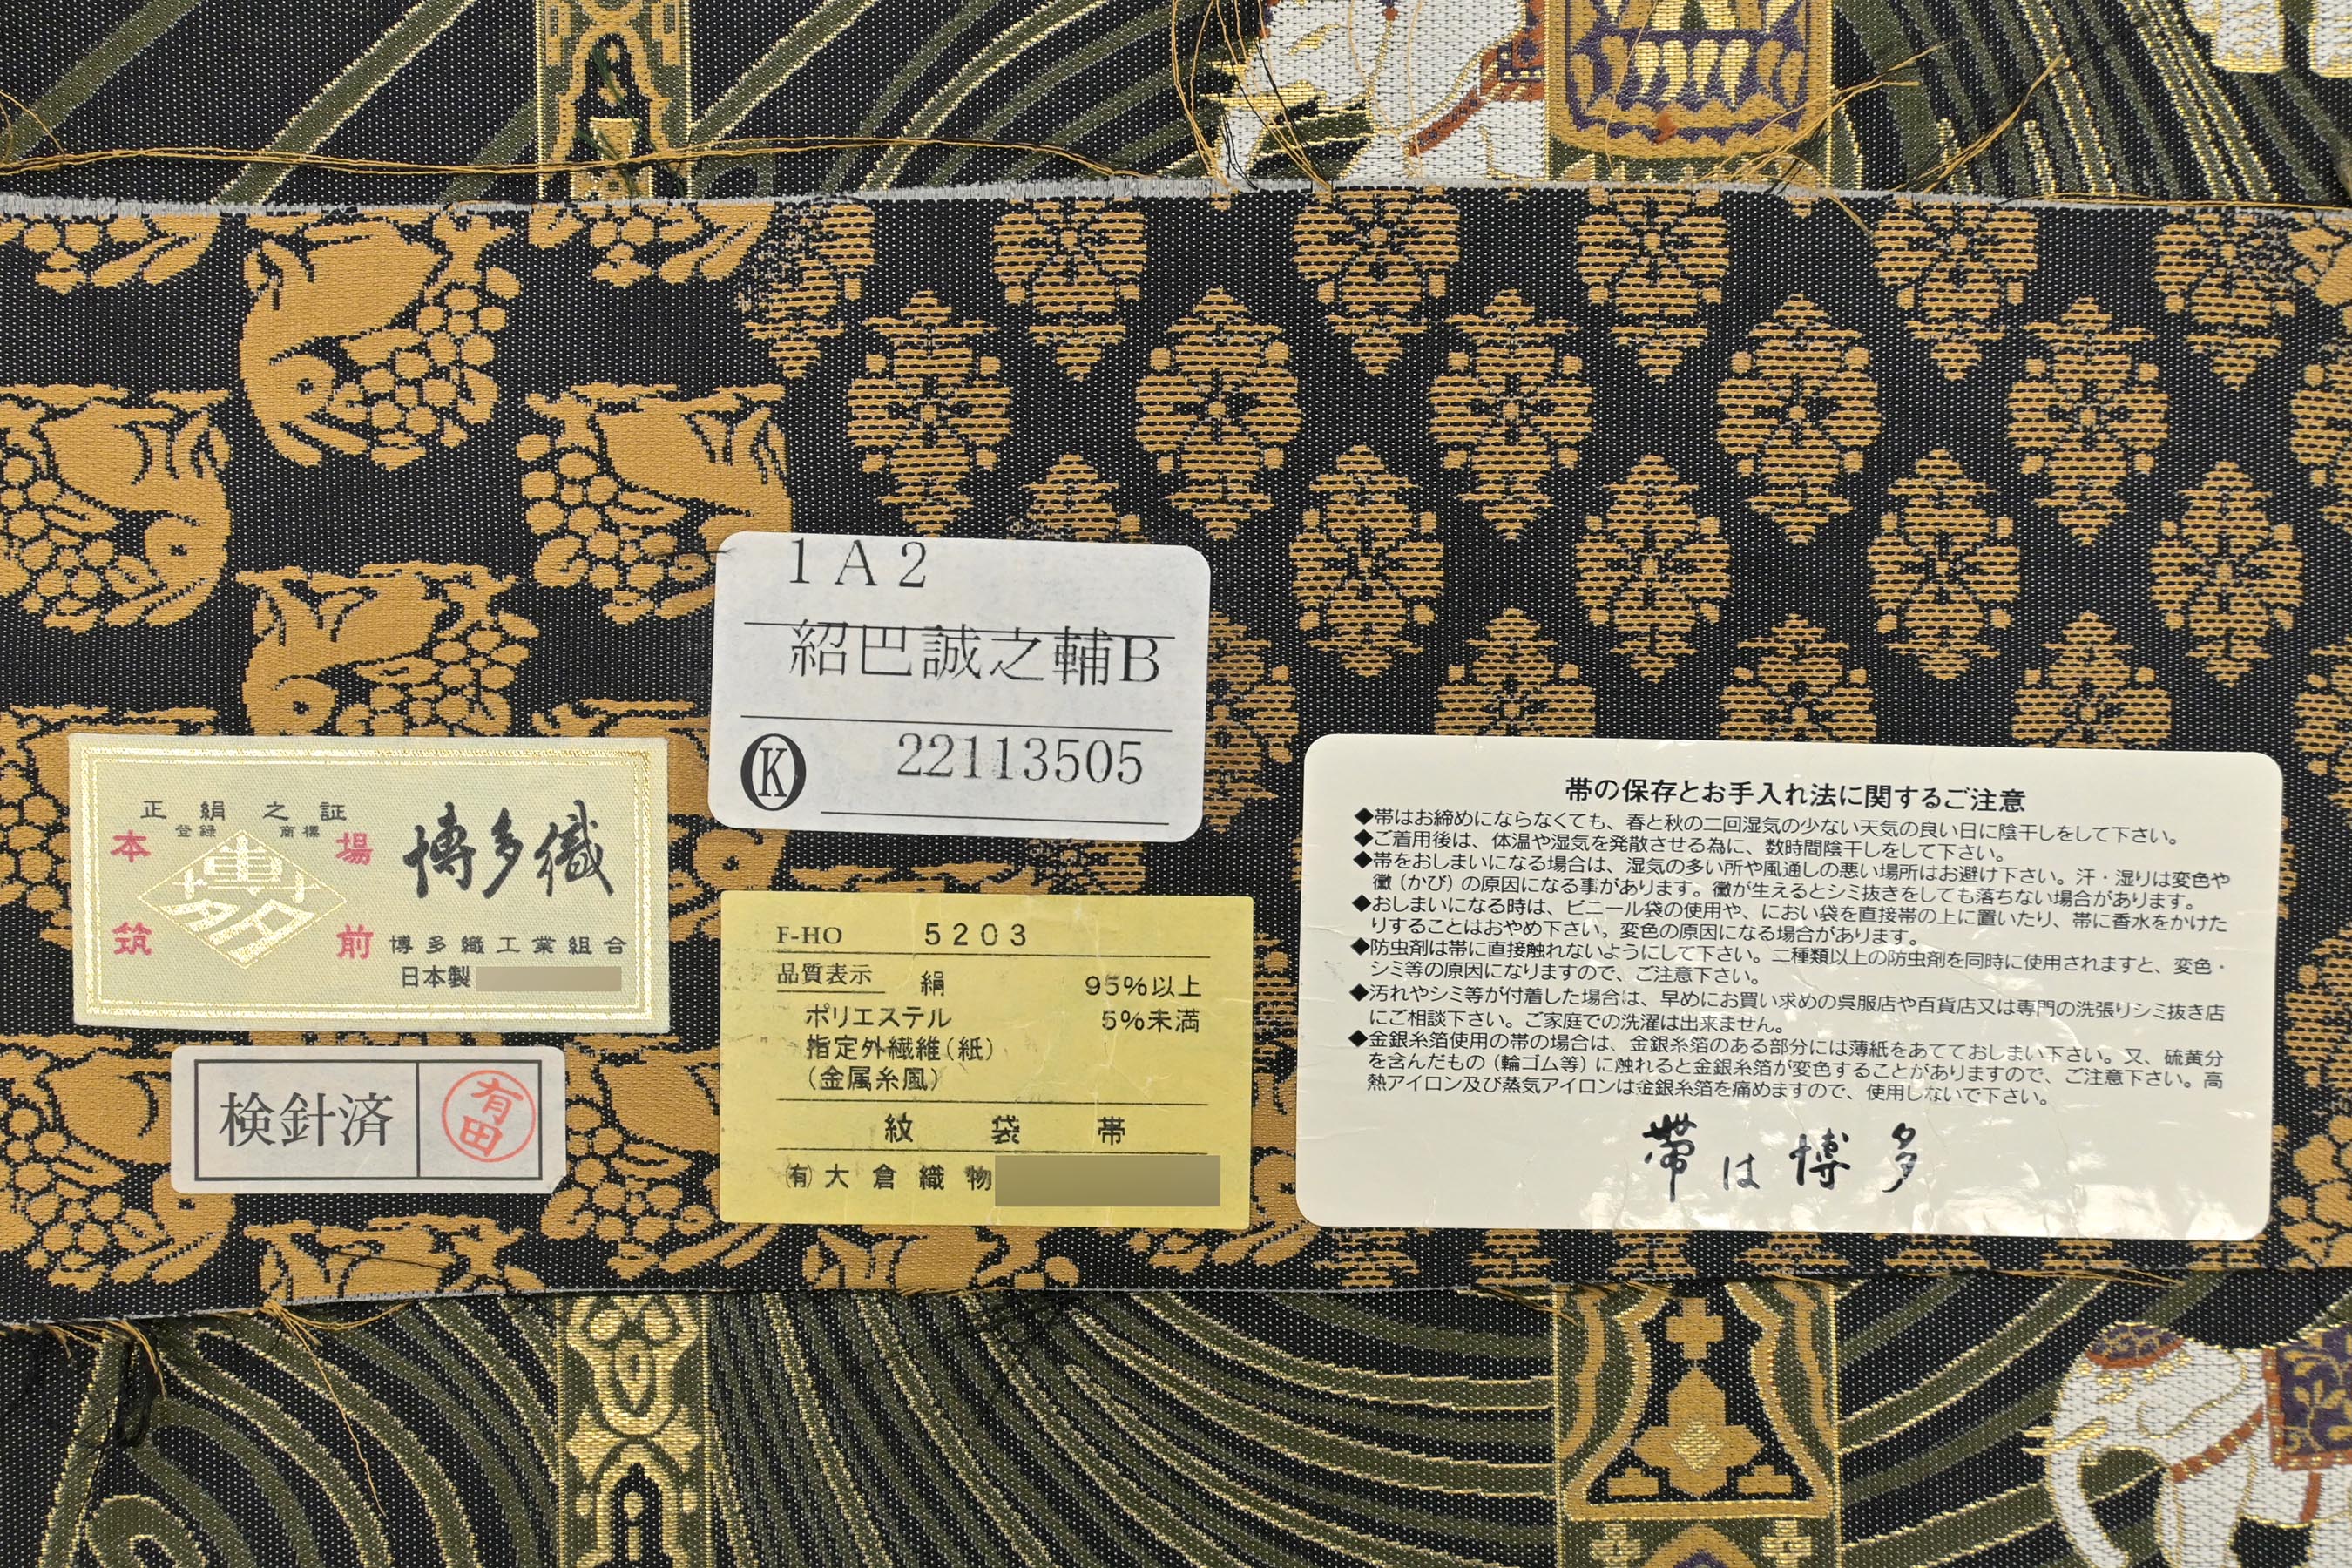 1A2
紹巴誠之輔B
K
22113505
正絹之証
登録 商標
本場
筑前
博多
博多織
博多織工業組合
日本製
検針済
有田
F-HO 5203
品質表示
絹 95%以上
ポリエステル 5%未満
指定外繊維(紙)
(金属糸風)
紋 袋 帯
㈲大倉織物
帯の保存とお手入れ法に関するご注意
◆帯はお締めにならなくても、春と秋の二回湿気の少ない天気の良い日に陰干しをして下さい。
◆ご着用後は、体温や湿気を発散させる為に、数時間陰干しをして下さい。
◆帯をおしまいになる場合は、湿気の多い所や風通しの悪い場所はお避け下さい。汗・湿りは変色や
黴(かび)の原因になる事があります。黴が生えるとシミ抜きをしても落ちない場合があります。
◆おしまいになる時は、ビニール袋の使用や、におい袋を直接帯の上に置いたり、帯に香水をかけた
りすることはおやめ下さい。変色の原因になる場合があります。
◆防虫剤は帯に直接触れないようにして下さい。二種類以上の防虫剤を同時に使用されますと、変色・
シミ等の原因になりますので、ご注意下さい。
◆汚れやシミ等が付着した場合は、早めにお買い求めの呉服店や百貨店又は専門の洗張りシミ抜き店
にご相談下さい。ご家庭での洗濯は出来ません。
◆金銀糸箔使用の帯の場合は、金銀糸箔のある部分には薄紙をあてておしまい下さい。又、硫黄分
を含んだもの(輪ゴム等)に触れると金銀糸箔が変色することがありますので、ご注意下さい。高
熱アイロン及び蒸気アイロンは金銀糸箔を痛めますので、使用しないで下さい。
帯は博多